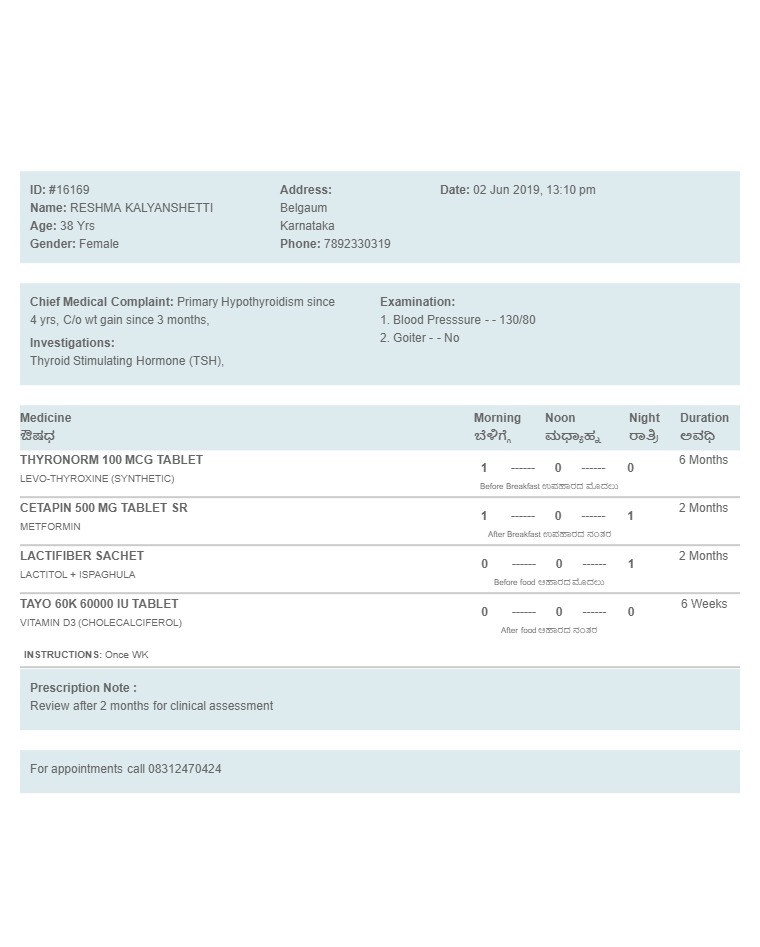 ID: #16169
Name: RESHMA KALYANSHETTI
Age: 38 Yrs
Gender: Female
Address:
Belgaum
Karnataka
Phone: 7892330319
Date: 02 Jun 2019, 13:10 pm
Chief Medical Complaint: Primary Hypothyroidism since
4 yrs, C/o wt gain since 3 months,
Investigations:
Thyroid Stimulating Hormone (TSH),
Examination:
1. Blood Presssure - - 130/80
2. Goiter - - No
Medicine Morning Noon Night Duration
ಔಷಧ ಬೆಳಿಗ್ಗೆ ಮಧ್ಯಾಹ್ನ ರಾತ್ರಿ ಅವಧಿ
THYRONORM 100 MCG TABLET 6 Months
1 ------ 0 ------ 0
LEVO-THYROXINE (SYNTHETIC)
Before Breakfast ಉಪಹಾರದ ಮೊದಲು
CETAPIN 500 MG TABLET SR 2 Months
1 ------ 0 ------ 1
METFORMIN
After Breakfast ಉಪಹಾರದ ನಂತರ
LACTIFIBER SACHET 2 Months
0 ------ 0 ------ 1
LACTITOL + ISPAGHULA
Before food ಆಹಾರದ ಮೊದಲು
TAYO 60K 60000 IU TABLET 6 Weeks
0 ------ 0 ------ 0
VITAMIN D3 (CHOLECALCIFEROL)
After food ಆಹಾರದ ನಂತರ
INSTRUCTIONS: Once WK
Prescription Note :
Review after 2 months for clinical assessment
For appointments call 08312470424